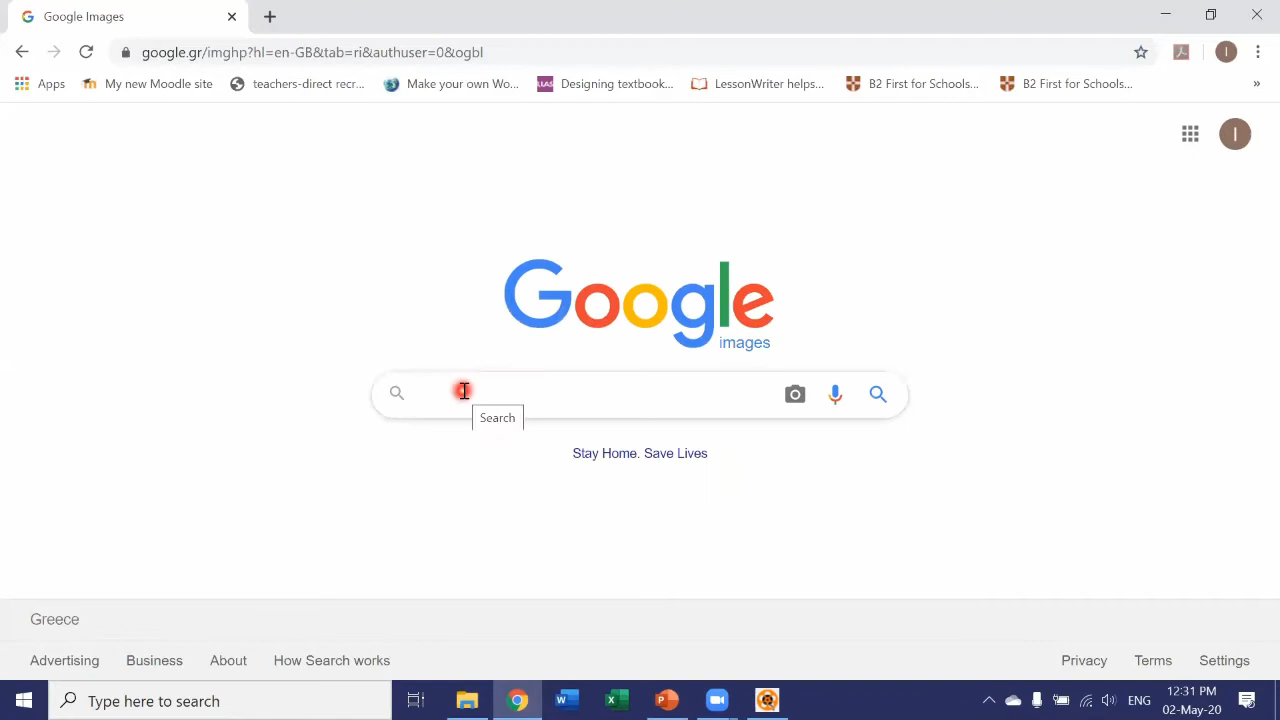 Google Images
google.gr/imghp?hl=en-GB&tab=ri&authuser=0&ogbl
I
Apps
My new Moodle site
teachers-direct recr...
Make your own Wo...
Designing textbook...
LessonWriter helps...
B2 First for Schools...
B2 First for Schools...
»
I
Google
images
Search
Stay Home. Save Lives
Greece
Advertising
Business
About
How Search works
Privacy
Terms
Settings
Type here to search
ENG
12:31 PM
02-May-20